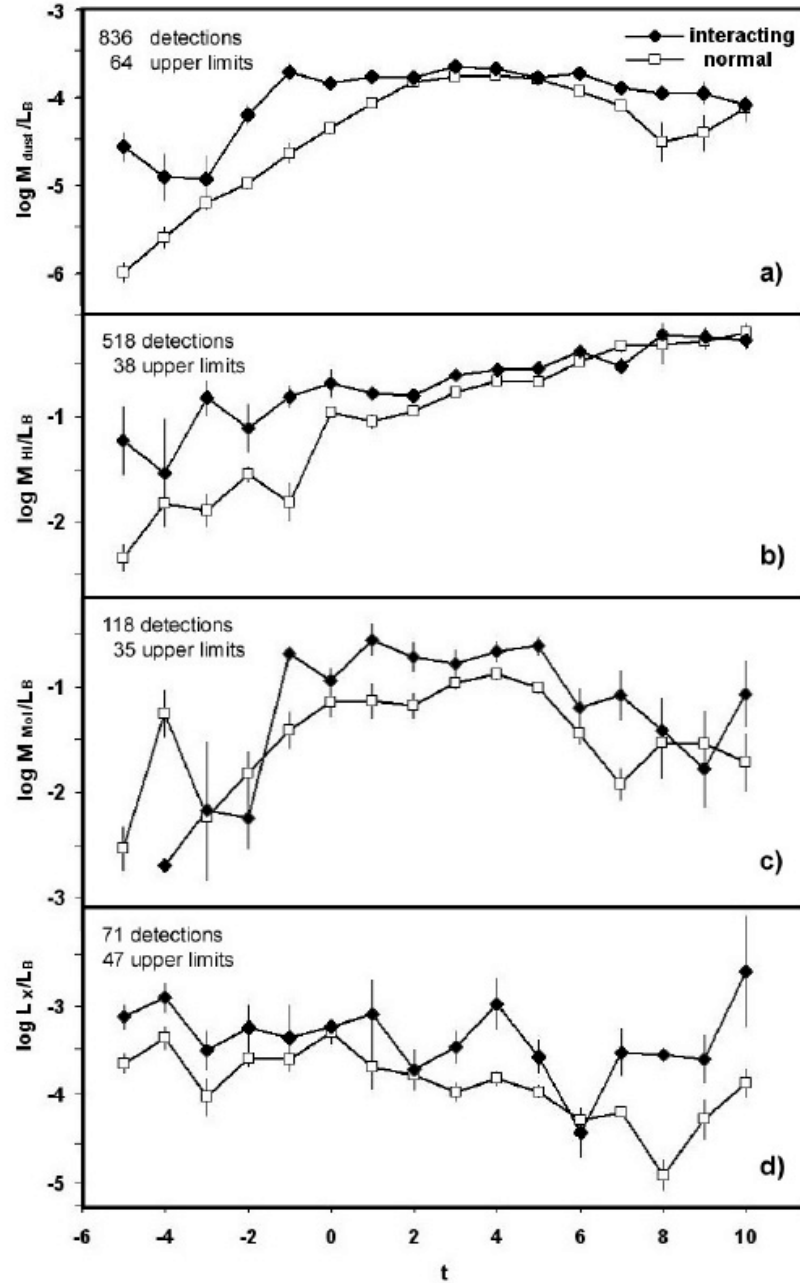 -3
836 detections
64 upper limits
interacting
normal
-4
-5
-6
log M dust/LB
a)
518 detections
38 upper limits
-1
-2
log M HI/LB
b)
118 detections
35 upper limits
-1
-2
-3
log M Mol/LB
c)
71 detections
47 upper limits
-3
-4
-5
log L X/LB
d)
-6 -4 -2 0 2 4 6 8 10
t